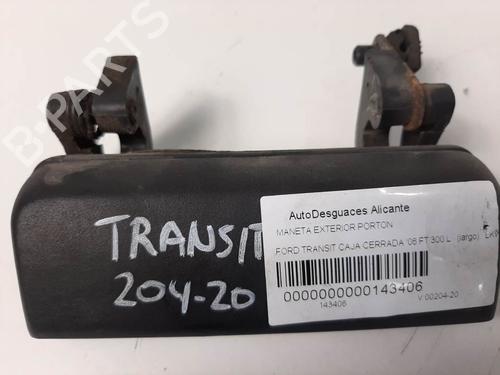 B-PARTS
TRANSIT
204-20
AutoDesguaces Alicante
MANETA EXTERIOR PORTON
FORD TRANSIT CAJA CERRADA '06 FT 300 L (largo)
0000000000143406
143406
V 00204-20